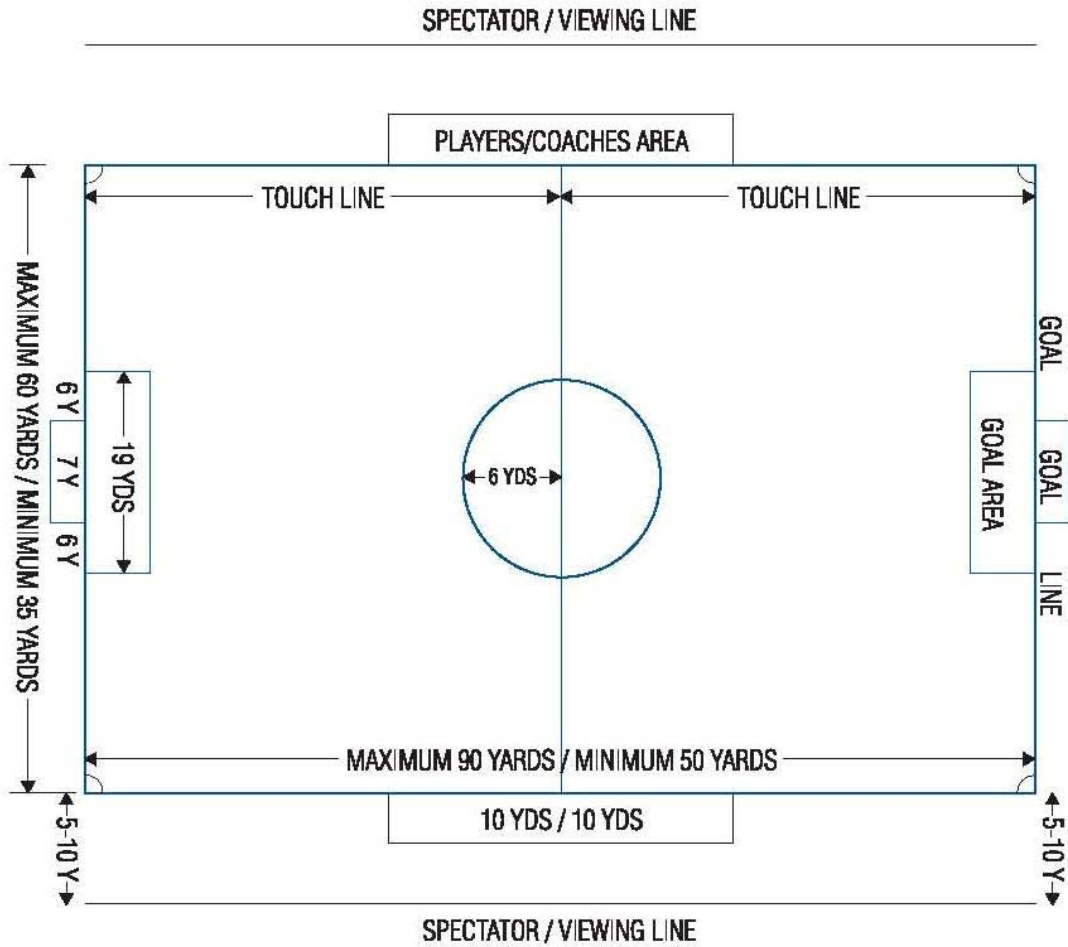 SPECTATOR / VIEWING LINE
PLAYERS/COACHES AREA
TOUCH LINE
TOUCH LINE
MAXIMUM 60 YARDS / MINIMUM 35 YARDS
6 Y
7 Y
6 Y
19 YDS
6 YDS
GOAL AREA
GOAL
GOAL
LINE
MAXIMUM 90 YARDS / MINIMUM 50 YARDS
10 YDS / 10 YDS
5-10 Y
5-10 Y
SPECTATOR / VIEWING LINE